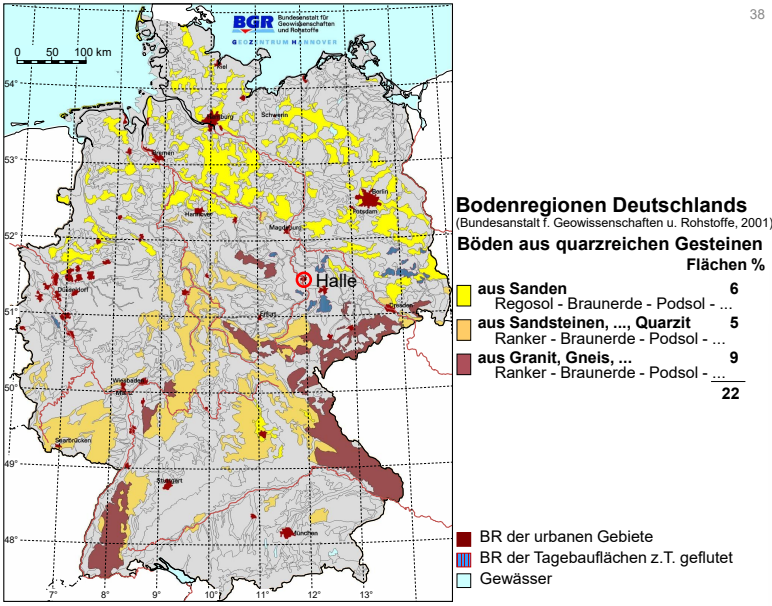 38
BGR Bundesanstalt für
Geowissenschaften
und Rohstoffe
GEOZENTRUM HANNOVER
0 50 100 km
Kiel
54°
Schwerin
Hamburg
Bremen
53°
Berlin
Potsdam
Hannover
Magdeburg
52°
Halle
Düsseldorf
51°
Erfurt
Dresden
Wiesbaden
Mainz
50°
Saarbrücken
49°
Stuttgart
München
48°
7° 8° 9° 10° 11° 12° 13°
Bodenregionen Deutschlands
(Bundesanstalt f. Geowissenschaften u. Rohstoffe, 2001)
Böden aus quarzreichen Gesteinen
Flächen %
aus Sanden 6
Regosol - Braunerde - Podsol - ...
aus Sandsteinen, ..., Quarzit 5
Ranker - Braunerde - Podsol - ...
aus Granit, Gneis, ... 9
Ranker - Braunerde - Podsol - ...
22
BR der urbanen Gebiete
BR der Tagebauflächen z.T. geflutet
Gewässer